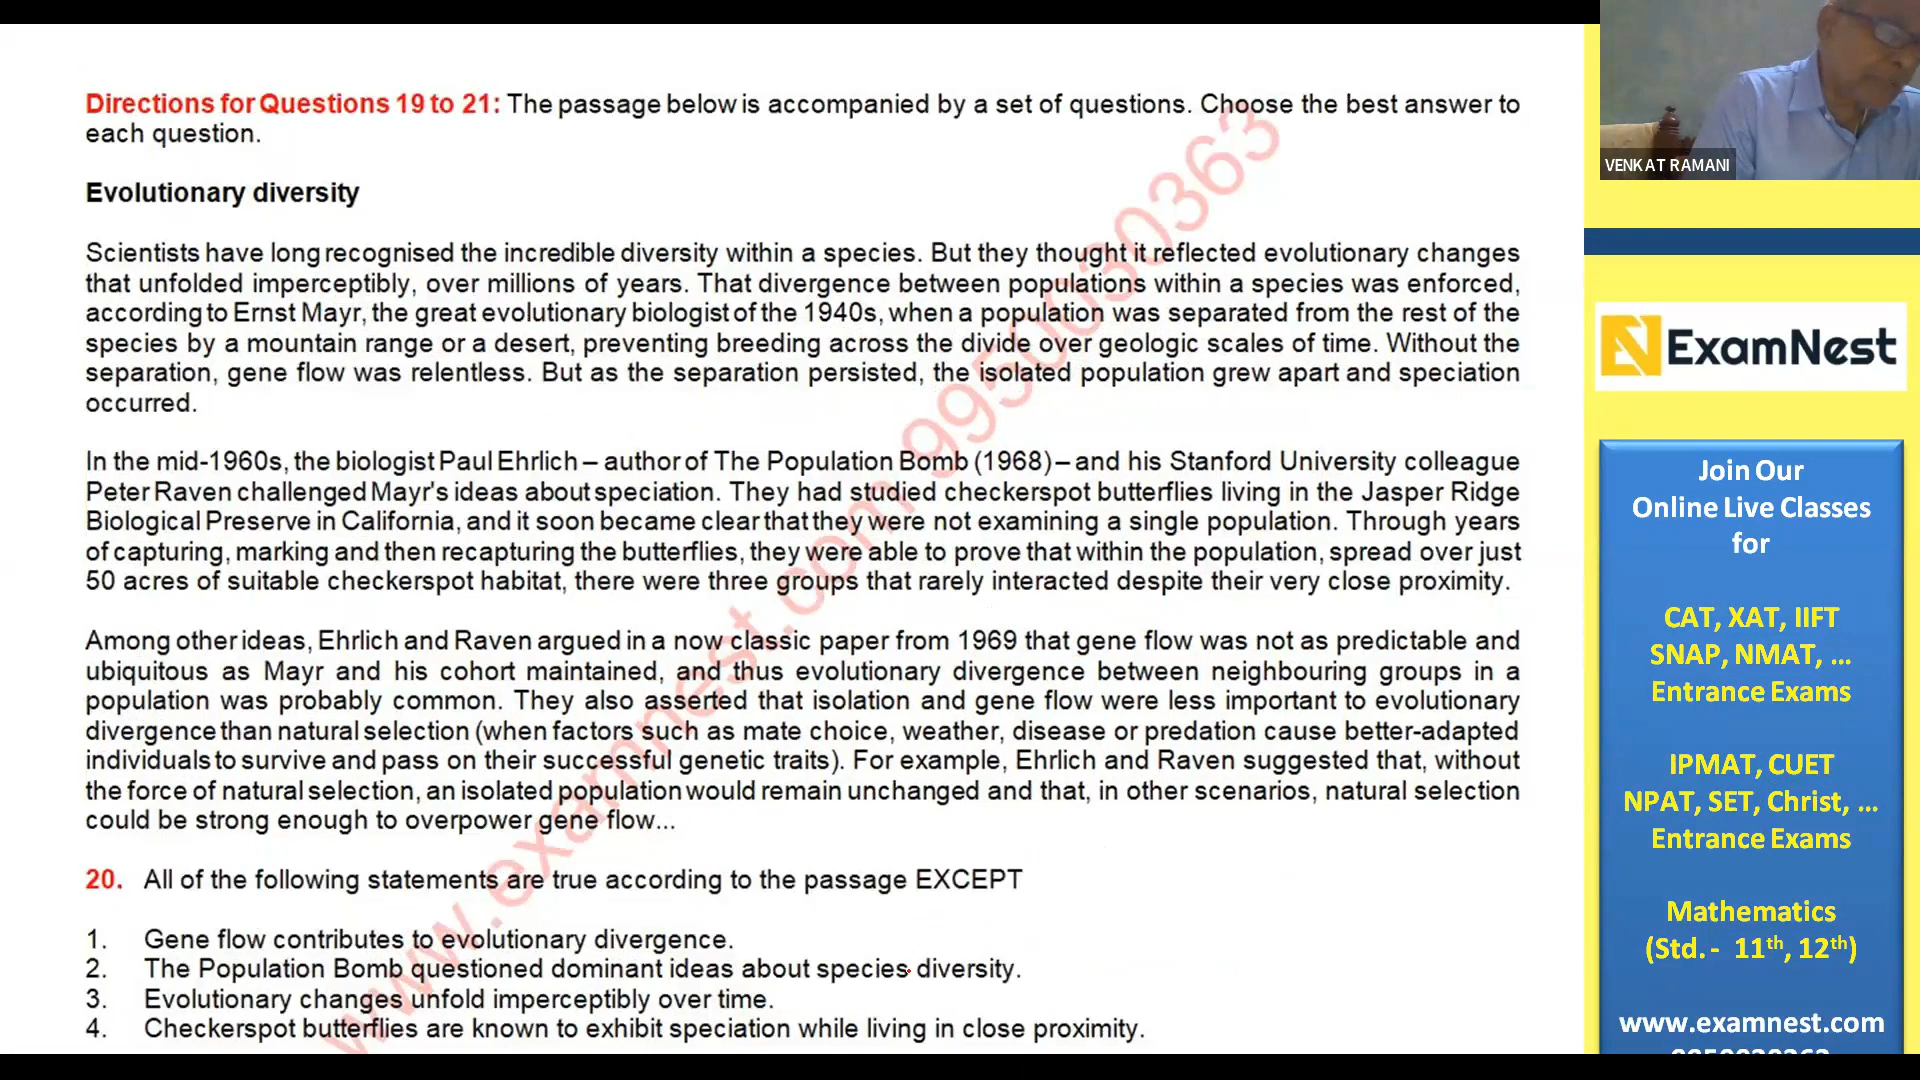 Directions for Questions 19 to 21: The passage below is accompanied by a set of questions. Choose the best answer to
each question.
Evolutionary diversity
Scientists have long recognised the incredible diversity within a species. But they thought it reflected evolutionary changes
that unfolded imperceptibly, over millions of years. That divergence between populations within a species was enforced,
according to Ernst Mayr, the great evolutionary biologist of the 1940s, when a population was separated from the rest of the
species by a mountain range or a desert, preventing breeding across the divide over geologic scales of time. Without the
separation, gene flow was relentless. But as the separation persisted, the isolated population grew apart and speciation
occurred.
In the mid-1960s, the biologist Paul Ehrlich – author of The Population Bomb (1968) – and his Stanford University colleague
Peter Raven challenged Mayr's ideas about speciation. They had studied checkerspot butterflies living in the Jasper Ridge
Biological Preserve in California, and it soon became clear that they were not examining a single population. Through years
of capturing, marking and then recapturing the butterflies, they were able to prove that within the population, spread over just
50 acres of suitable checkerspot habitat, there were three groups that rarely interacted despite their very close proximity.
Among other ideas, Ehrlich and Raven argued in a now classic paper from 1969 that gene flow was not as predictable and
ubiquitous as Mayr and his cohort maintained, and thus evolutionary divergence between neighbouring groups in a
population was probably common. They also asserted that isolation and gene flow were less important to evolutionary
divergence than natural selection (when factors such as mate choice, weather, disease or predation cause better-adapted
individuals to survive and pass on their successful genetic traits). For example, Ehrlich and Raven suggested that, without
the force of natural selection, an isolated population would remain unchanged and that, in other scenarios, natural selection
could be strong enough to overpower gene flow...
20. All of the following statements are true according to the passage EXCEPT
1. Gene flow contributes to evolutionary divergence.
2. The Population Bomb questioned dominant ideas about species diversity.
3. Evolutionary changes unfold imperceptibly over time.
4. Checkerspot butterflies are known to exhibit speciation while living in close proximity.
www.examnest.com 9950030363
VENKAT RAMANI
ExamNest
Join Our
Online Live Classes
for
CAT, XAT, IIFT
SNAP, NMAT, ...
Entrance Exams
IPMAT, CUET
NPAT, SET, Christ, ...
Entrance Exams
Mathematics
(Std. - 11th, 12th)
www.examnest.com